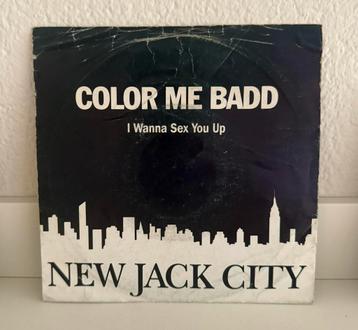 COLOR ME BADD
I Wanna Sex You Up
NEW JACK CITY